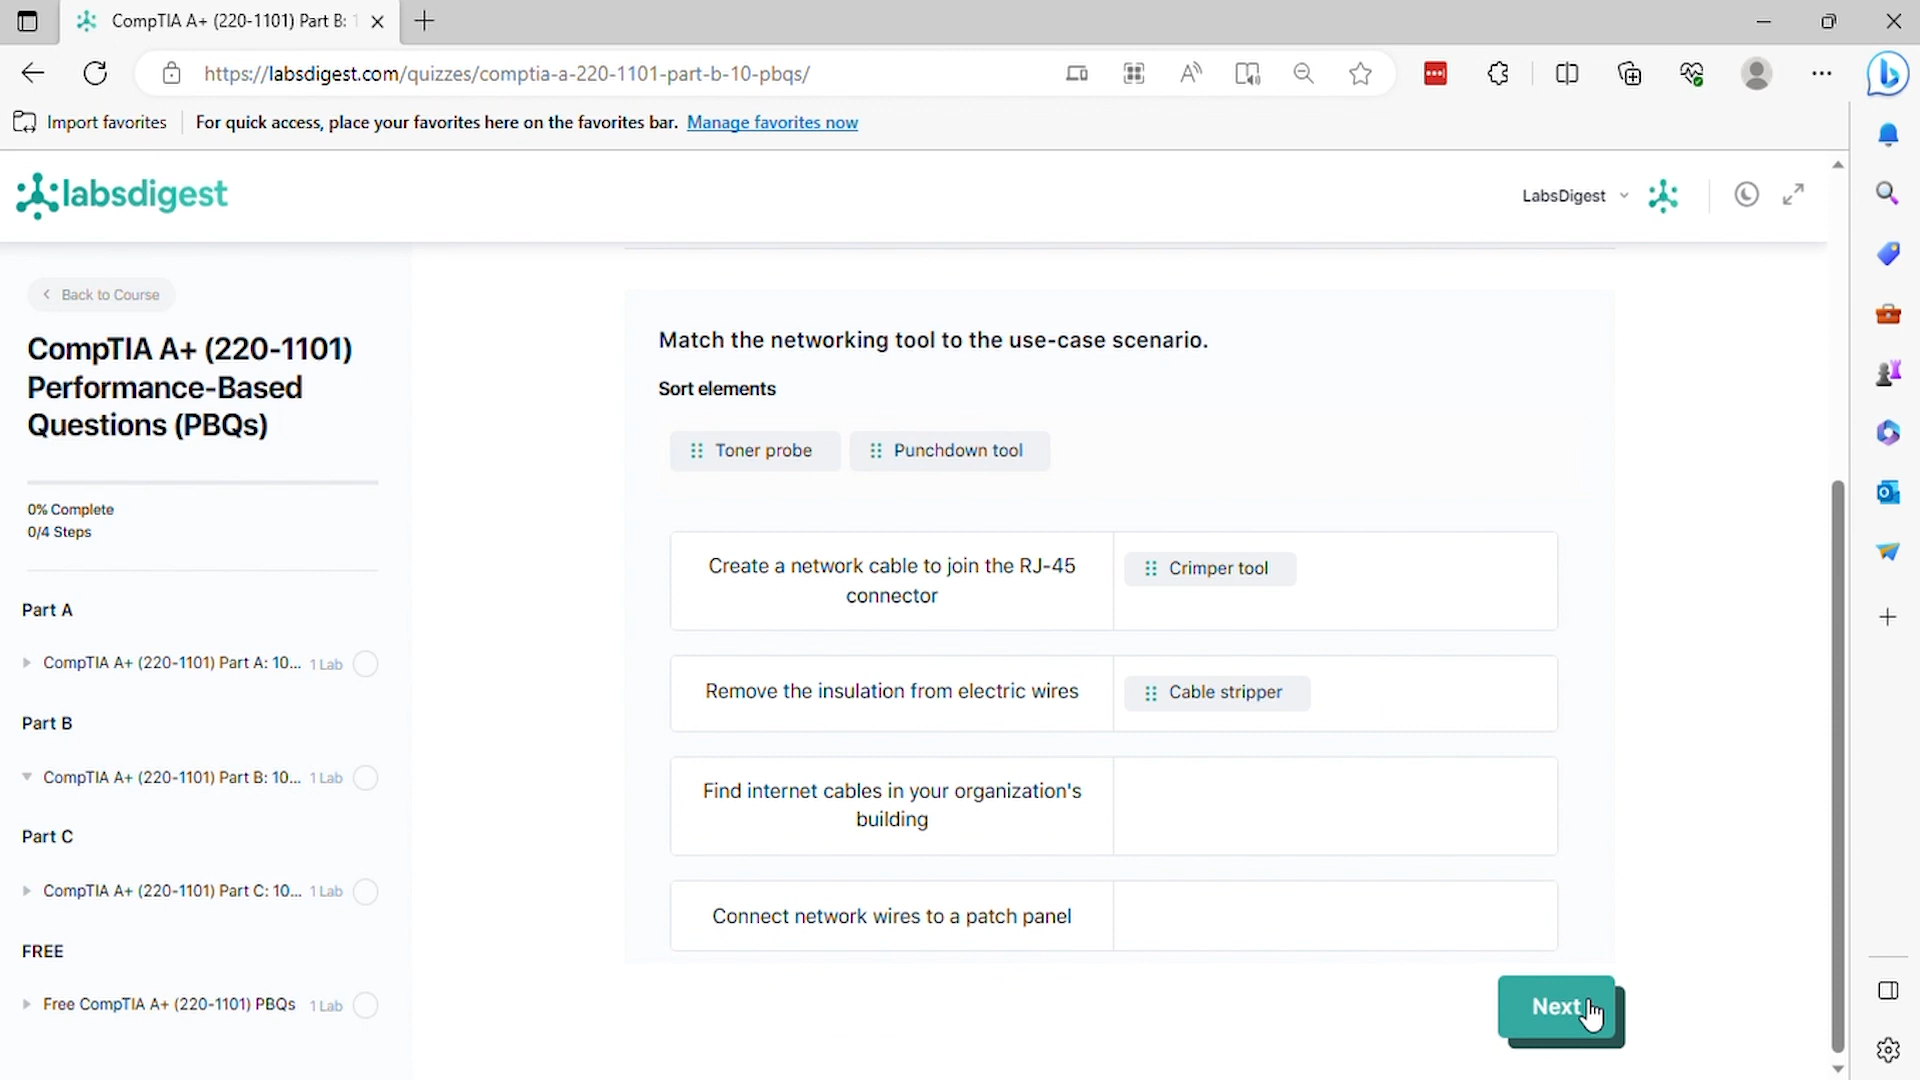 CompTIA A+ (220-1101) Part B: 1
https://labsdigest.com/quizzes/comptia-a-220-1101-part-b-10-pbqs/
Import favorites
For quick access, place your favorites here on the favorites bar. Manage favorites now
labsdigest
LabsDigest
Back to Course
CompTIA A+ (220-1101)
Performance-Based
Questions (PBQs)
0% Complete
0/4 Steps
Part A
CompTIA A+ (220-1101) Part A: 10... 1 Lab
Part B
CompTIA A+ (220-1101) Part B: 10... 1 Lab
Part C
CompTIA A+ (220-1101) Part C: 10... 1 Lab
FREE
Free CompTIA A+ (220-1101) PBQs 1 Lab
Match the networking tool to the use-case scenario.
Sort elements
Toner probe
Punchdown tool
Create a network cable to join the RJ-45
connector
Crimper tool
Remove the insulation from electric wires
Cable stripper
Find internet cables in your organization's
building
Connect network wires to a patch panel
Next